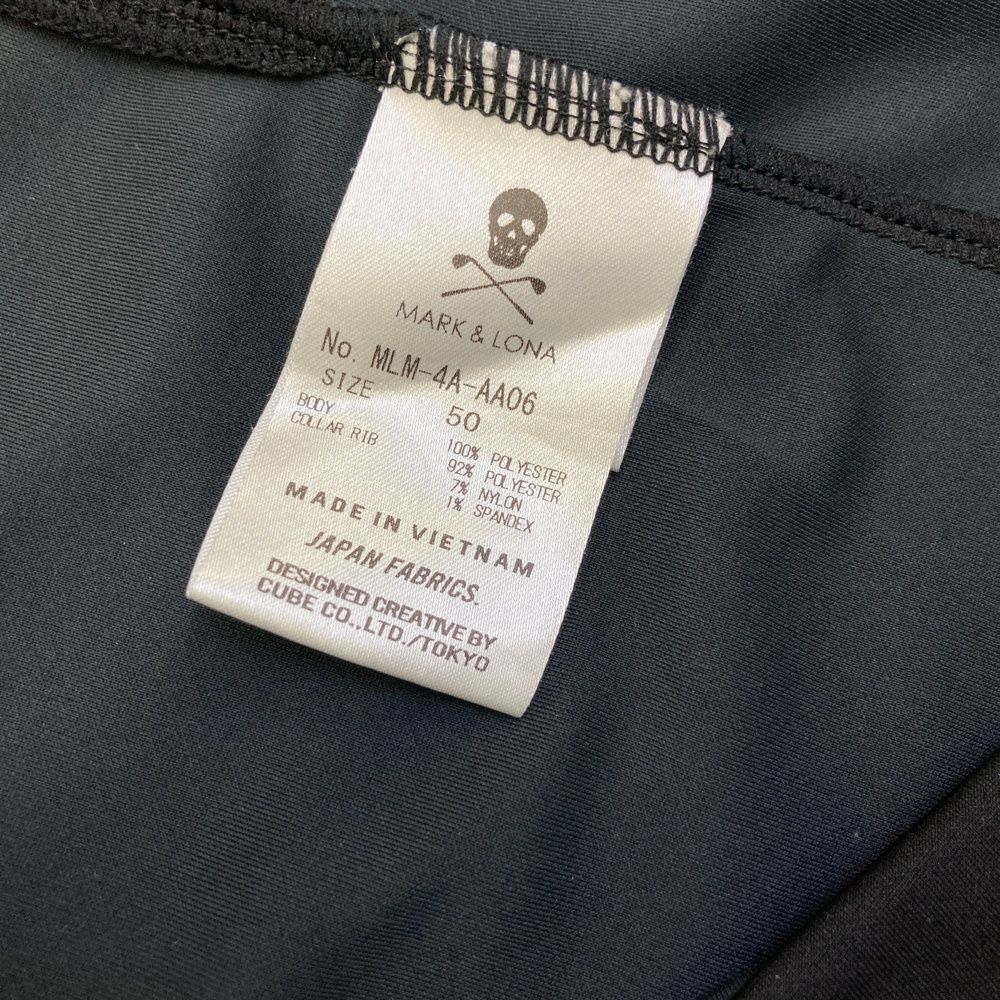 MARK & LONA
No. MLM-4A-AA06
SIZE 50
BODY 100% POLYESTER
COLLAR RIB 92% POLYESTER
7% NYLON
1% SPANDEX
MADE IN VIETNAM
JAPAN FABRICS.
DESIGNED CREATIVE BY
CUBE CO.,LTD./TOKYO